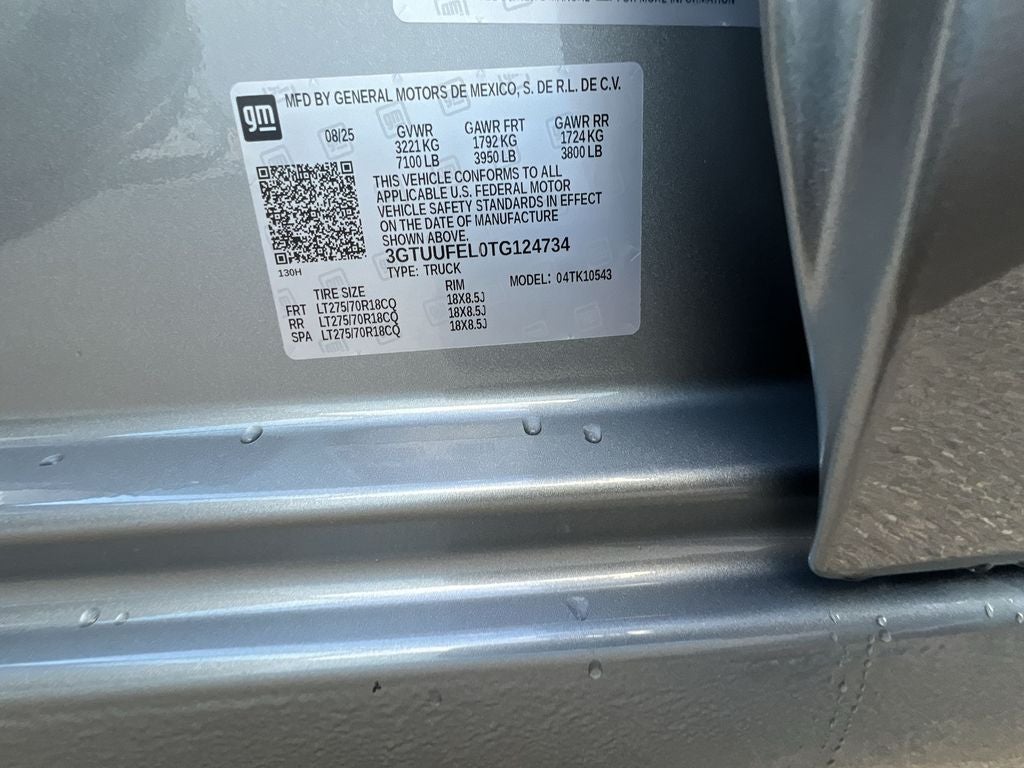 FOR MORE INFORMATION
gm
MFD BY GENERAL MOTORS DE MEXICO, S. DE R.L. DE C.V.
08/25 GVWR GAWR FRT GAWR RR
3221 KG 1792 KG 1724 KG
7100 LB 3950 LB 3800 LB
THIS VEHICLE CONFORMS TO ALL
APPLICABLE U.S. FEDERAL MOTOR
VEHICLE SAFETY STANDARDS IN EFFECT
ON THE DATE OF MANUFACTURE
SHOWN ABOVE.
130H
3GTUUFEL0TG124734
TYPE: TRUCK MODEL: 04TK10543
TIRE SIZE RIM
FRT LT275/70R18CQ 18X8.5J
RR LT275/70R18CQ 18X8.5J
SPA LT275/70R18CQ 18X8.5J